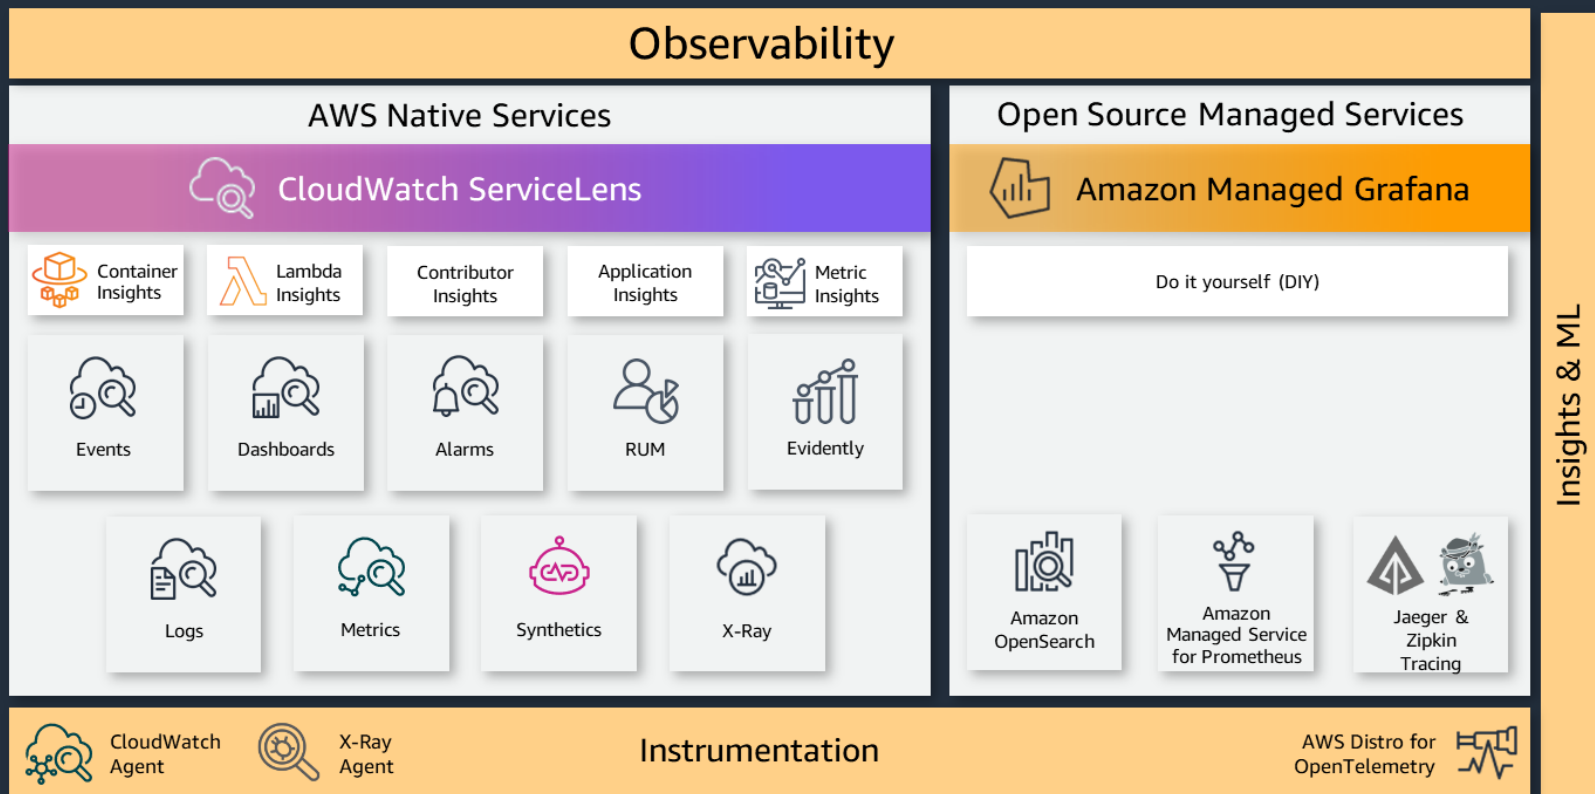 Observability
AWS Native Services
CloudWatch ServiceLens
Container
Insights
Lambda
Insights
Contributor
Insights
Application
Insights
Metric
Insights
Events
Dashboards
Alarms
RUM
Evidently
Logs
Metrics
Synthetics
X-Ray
Open Source Managed Services
Amazon Managed Grafana
Do it yourself (DIY)
Amazon
OpenSearch
Amazon
Managed Service
for Prometheus
Jaeger &
Zipkin
Tracing
Insights & ML
CloudWatch
Agent
X-Ray
Agent
Instrumentation
AWS Distro for
OpenTelemetry